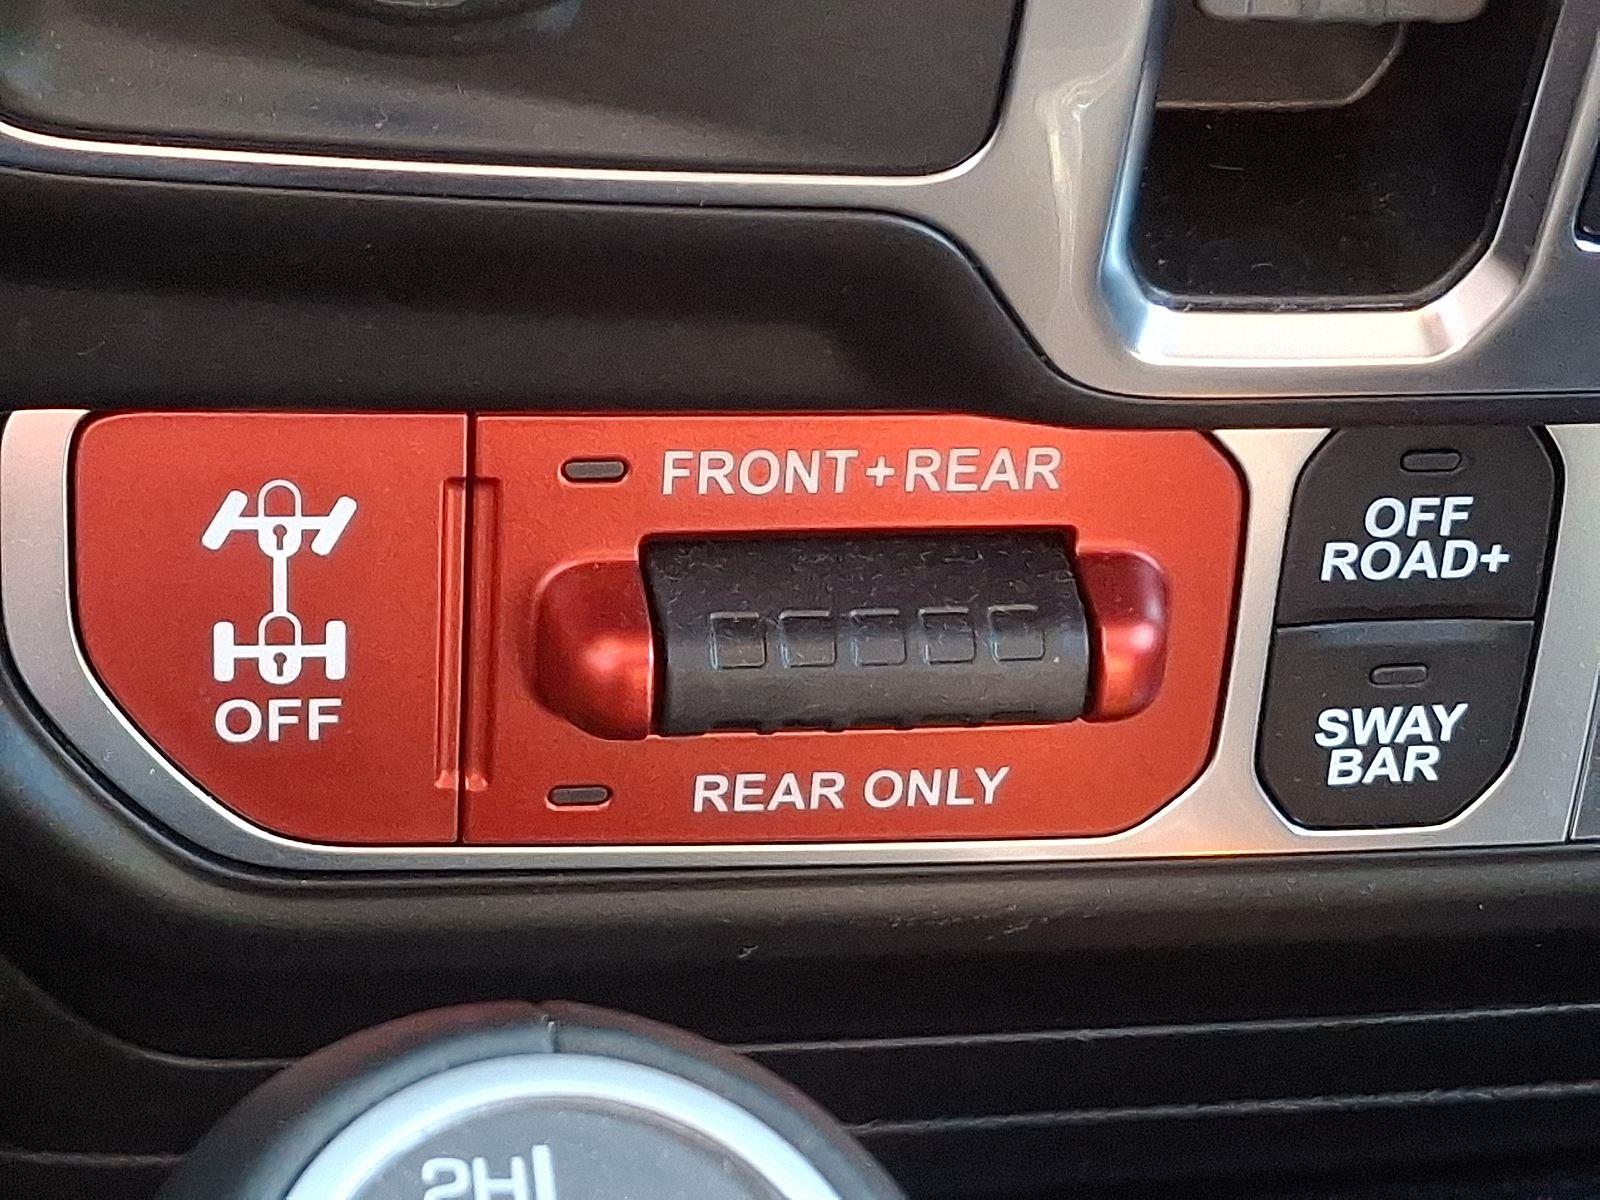 FRONT+REAR
OFF
REAR ONLY
OFF
ROAD+
SWAY
BAR
2H